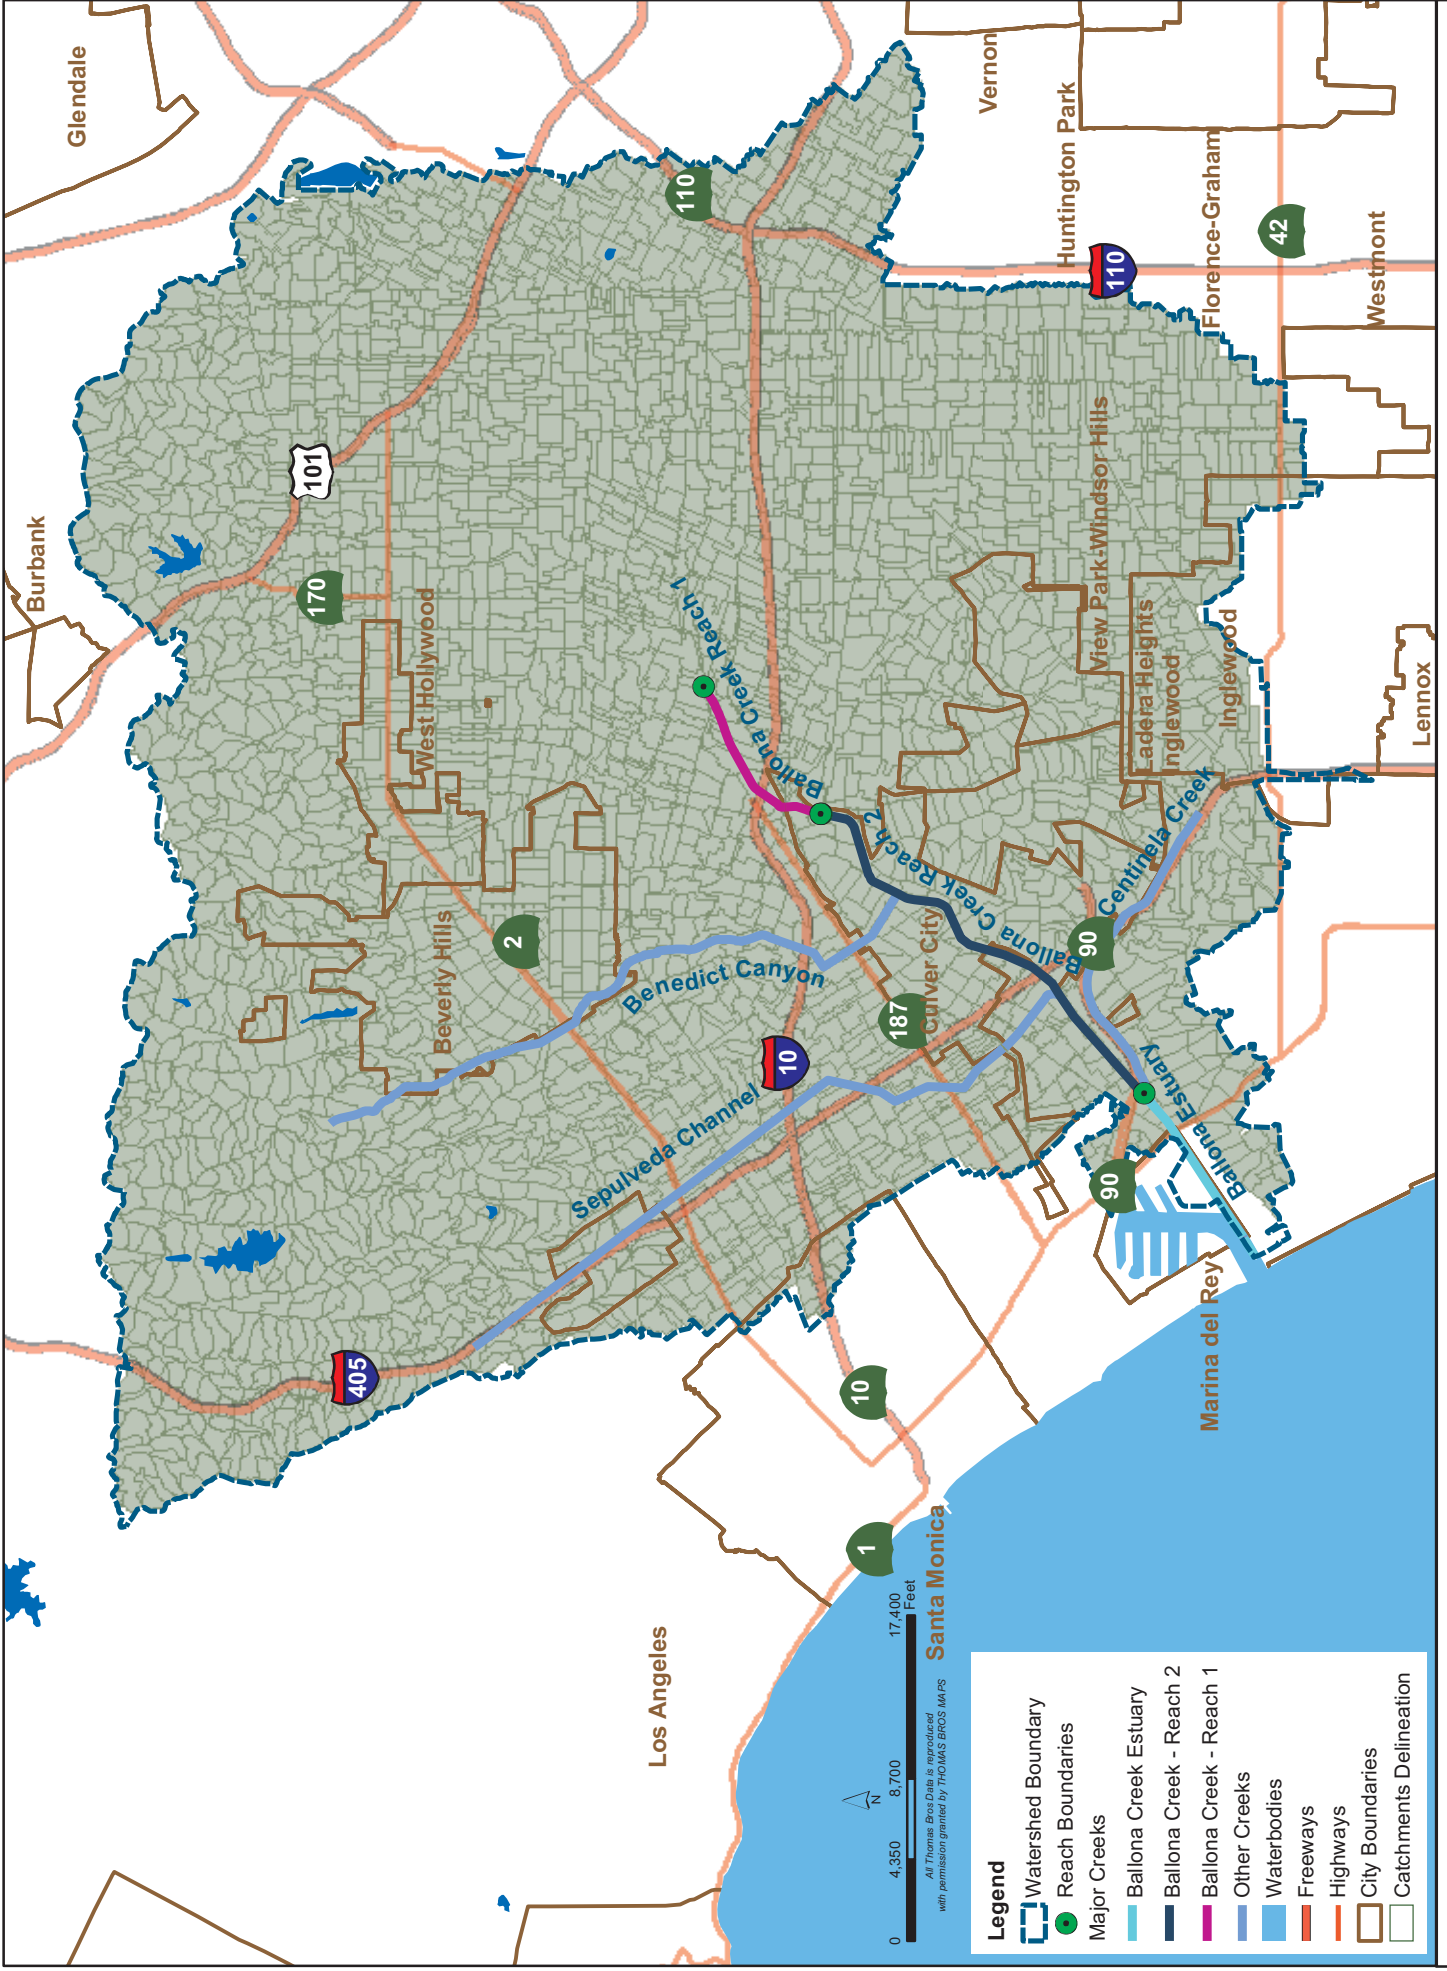 Glendale
Burbank
Vernon
Huntington Park
Florence-Graham
Westmont
110
110
42
101
170
West Hollywood
Ballona Creek Reach 1
View Park-Windsor Hills
Ladera Heights
Inglewood
Inglewood
Lennox
Beverly Hills
2
Benedict Canyon
Ballona Creek Reach 2
Culver City
187
90
Centinela Creek
10
Sepulveda Channel
405
Ballona Estuary
90
Marina del Rey
10
1
Santa Monica
Los Angeles
N
0 4,350 8,700 17,400
Feet
All Thomas Bros Data is reproduced
with permission granted by THOMAS BROS MAPS
Legend
Watershed Boundary
Reach Boundaries
Major Creeks
Ballona Creek Estuary
Ballona Creek - Reach 2
Ballona Creek - Reach 1
Other Creeks
Waterbodies
Freeways
Highways
City Boundaries
Catchments Delineation